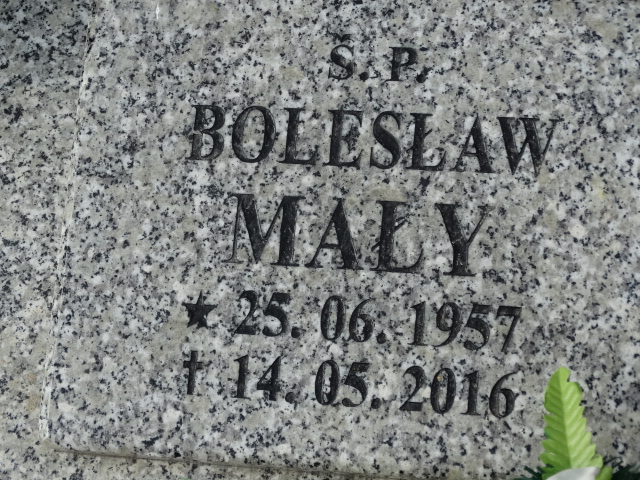 Ś. P.
BOLESŁAW
MAŁY
★ 25. 06. 1957
† 14. 05. 2016